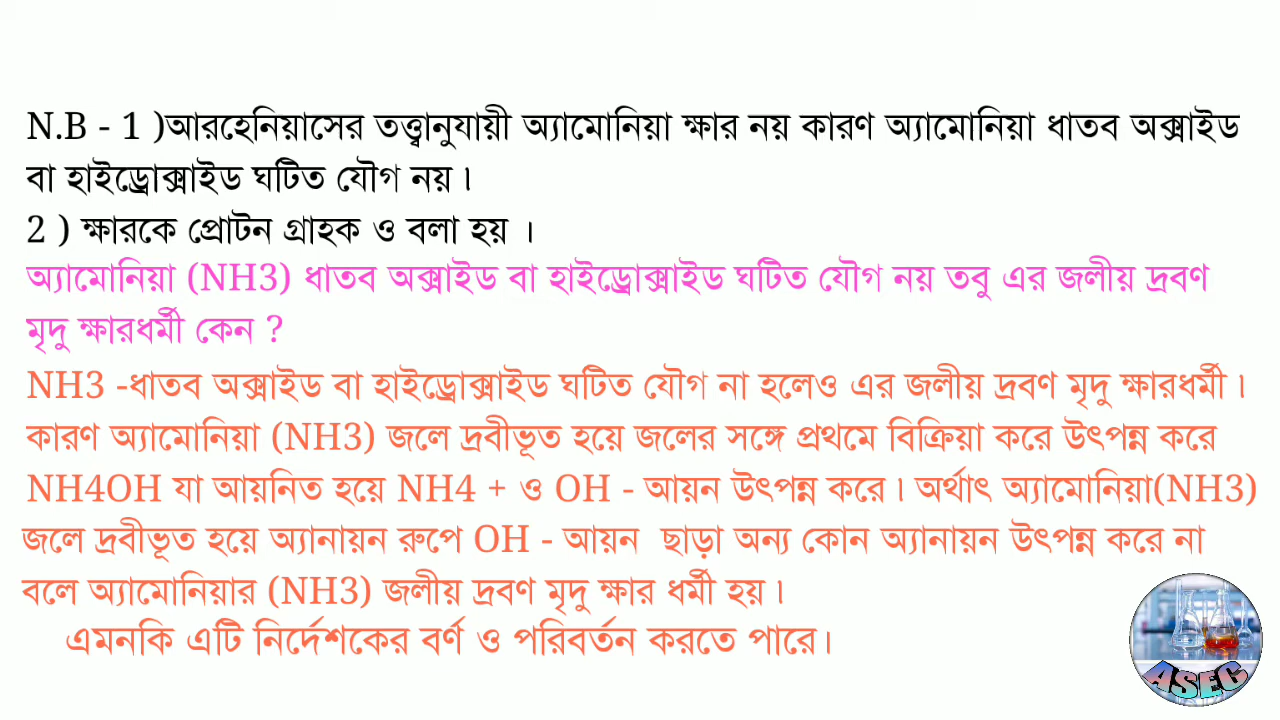 N.B - 1 )আরহেনিয়াসের তত্ত্বানুযায়ী অ্যামোনিয়া ক্ষার নয় কারণ অ্যামোনিয়া ধাতব অক্সাইড
বা হাইড্রোক্সাইড ঘটিত যৌগ নয়।
2 ) ক্ষারকে প্রোটন গ্রাহক ও বলা হয় ।
অ্যামোনিয়া (NH3) ধাতব অক্সাইড বা হাইড্রোক্সাইড ঘটিত যৌগ নয় তবু এর জলীয় দ্রবণ
মৃদু ক্ষারধর্মী কেন ?
NH3 -ধাতব অক্সাইড বা হাইড্রোক্সাইড ঘটিত যৌগ না হলেও এর জলীয় দ্রবণ মৃদু ক্ষারধর্মী।
কারণ অ্যামোনিয়া (NH3) জলে দ্রবীভূত হয়ে জলের সঙ্গে প্রথমে বিক্রিয়া করে উৎপন্ন করে
NH4OH যা আয়নিত হয়ে NH4 + ও OH - আয়ন উৎপন্ন করে। অর্থাৎ অ্যামোনিয়া(NH3)
জলে দ্রবীভূত হয়ে অ্যানায়ন রুপে OH - আয়ন ছাড়া অন্য কোন অ্যানায়ন উৎপন্ন করে না
বলে অ্যামোনিয়ার (NH3) জলীয় দ্রবণ মৃদু ক্ষার ধর্মী হয়।
এমনকি এটি নির্দেশকের বর্ণ ও পরিবর্তন করতে পারে।
ASEC